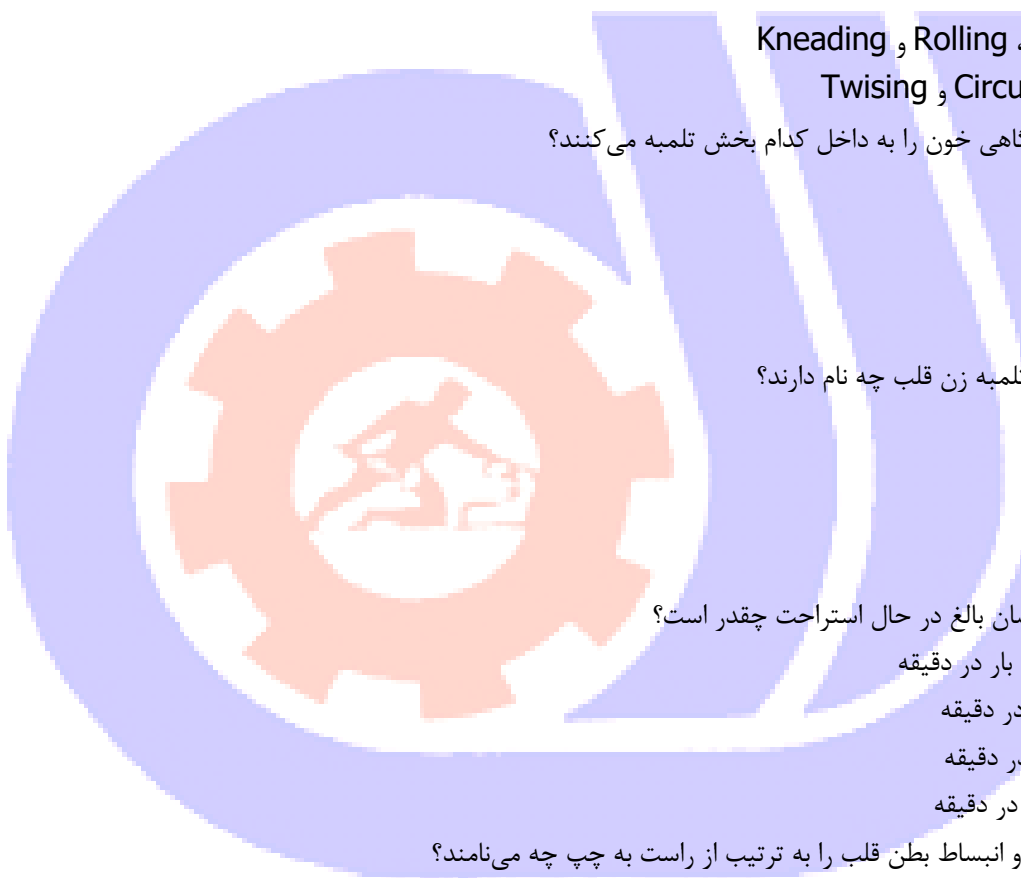 ، Rolling و Kneading
Circu و Twising
گاهی خون را به داخل کدام بخش تلمبه می‌کنند؟
تلمبه زن قلب چه نام دارند؟
سان بالغ در حال استراحت چقدر است؟
بار در دقیقه
در دقیقه
در دقیقه
در دقیقه
و انبساط بطن قلب را به ترتیب از راست به چپ چه می‌نامند؟